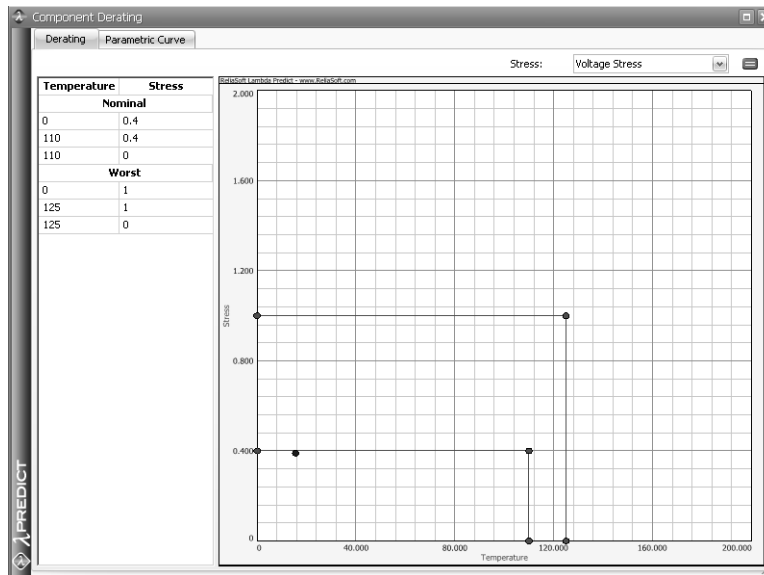 Component Derating
Derating Parametric Curve
Stress: Voltage Stress
Temperature Stress
Nominal
0 0.4
110 0.4
110 0
Worst
0 1
125 1
125 0
ReliaSoft Lambda Predict - www.ReliaSoft.com
2.000
1.600
1.200
0.800
0.400
0
Stress
0 40.000 80.000 120.000 160.000 200.000
Temperature
λ PREDICT